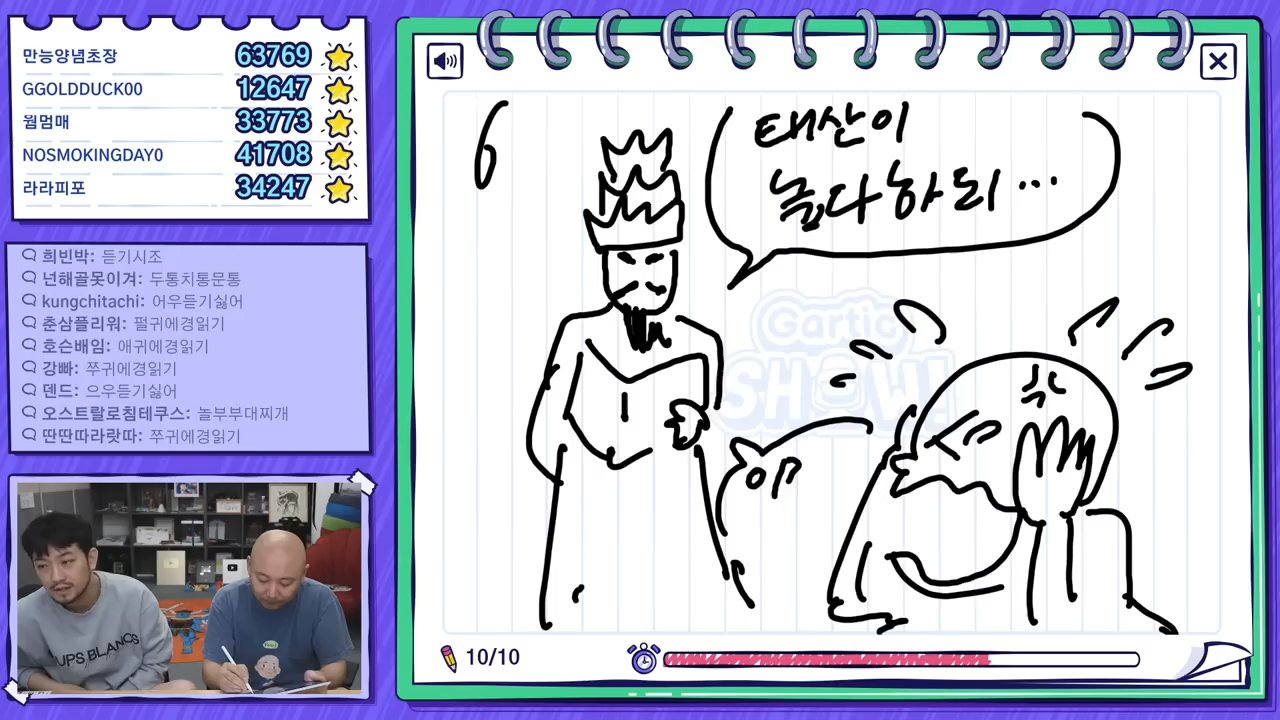 만능양념초장 63769
GGOLDDUCK00 12647
웜멈매 33773
NOSMOKINGDAY0 41708
라라피포 34247
희빈박: 듣기시조
넌해골못이겨: 두통치통문통
kungchitachi: 어우듣기싫어
춘삼플리워: 펄귀에경읽기
호슨배임: 애귀에경읽기
강빠: 쭈귀에경읽기
덴드: 으우듣기싫어
오스트랄로침테쿠스: 놀부부대찌개
딴딴따라랏따: 쭈귀에경읽기
6
태산이
높다하되...
Gartic
SHOW!
UPS BLANCS
10/10